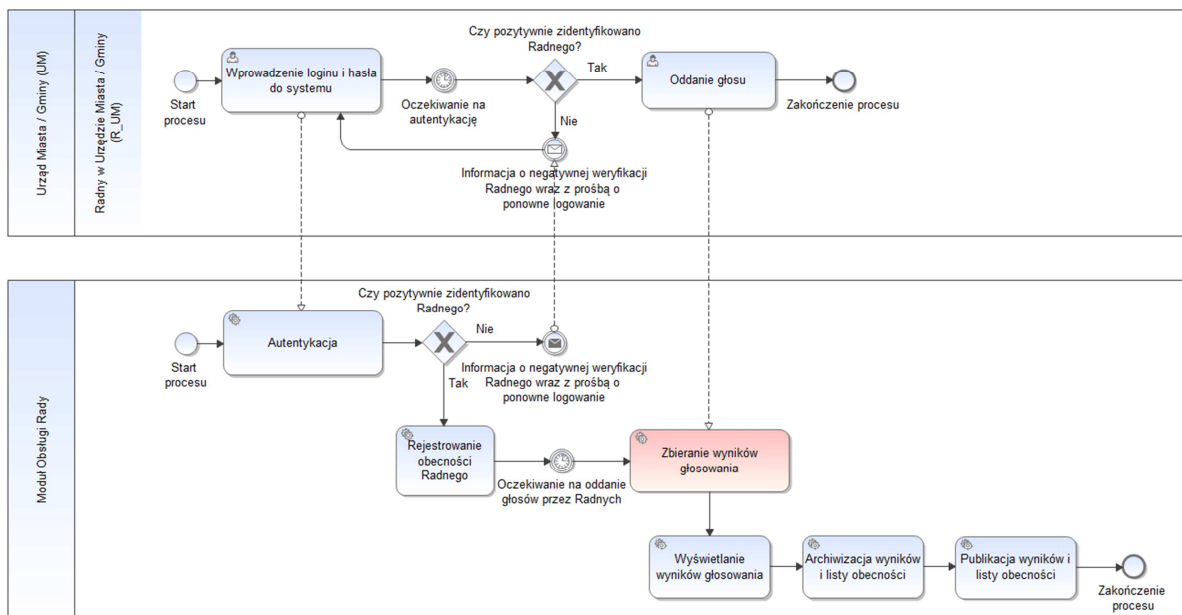 Urząd Miasta / Gminy (UM)
Radny w Urzędzie Miasta / Gminy
(R_UM)
Start
procesu
Wprowadzenie loginu i hasla
do systemu
Oczekiwanie na
autentykację
Czy pozytywnie zidentyfikowano
Radnego?
Tak
Nie
Oddanie głosu
Zakończenie procesu
Informacja o negatywnej weryfikacji
Radnego wraz z prośbą o
ponowne logowanie
Moduł Obsługi Rady
Start
procesu
Autentykacja
Czy pozytywnie zidentyfikowano
Radnego?
Nie
Tak
Informacja o negatywnej weryfikacji
Radnego wraz z prośbą o
ponowne logowanie
Rejestrowanie
obecności
Radnego
Oczekiwanie na oddanie
głosów przez Radnych
Zbieranie wyników
głosowania
Wyświetlanie
wyników głosowania
Archiwizacja wyników
i listy obecności
Publikacja wyników i
listy obecności
Zakończenie
procesu